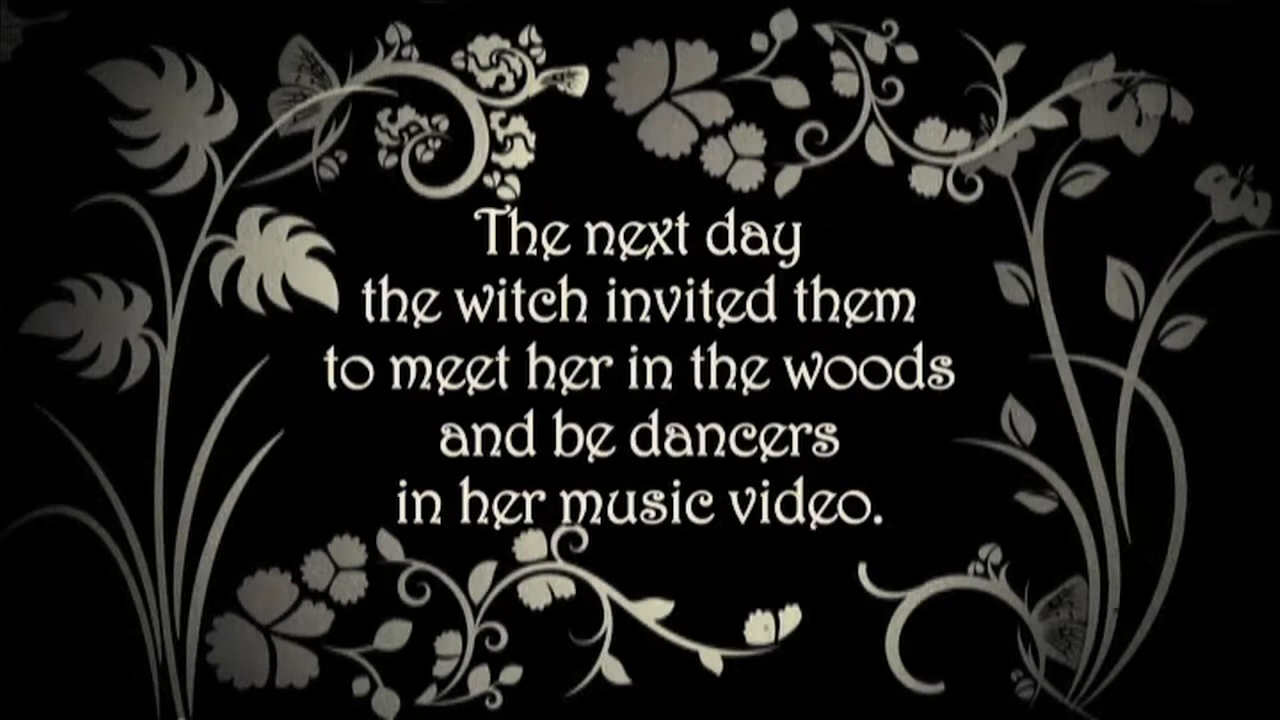 The next day
the witch invited them
to meet her in the woods
and be dancers
in her music video.